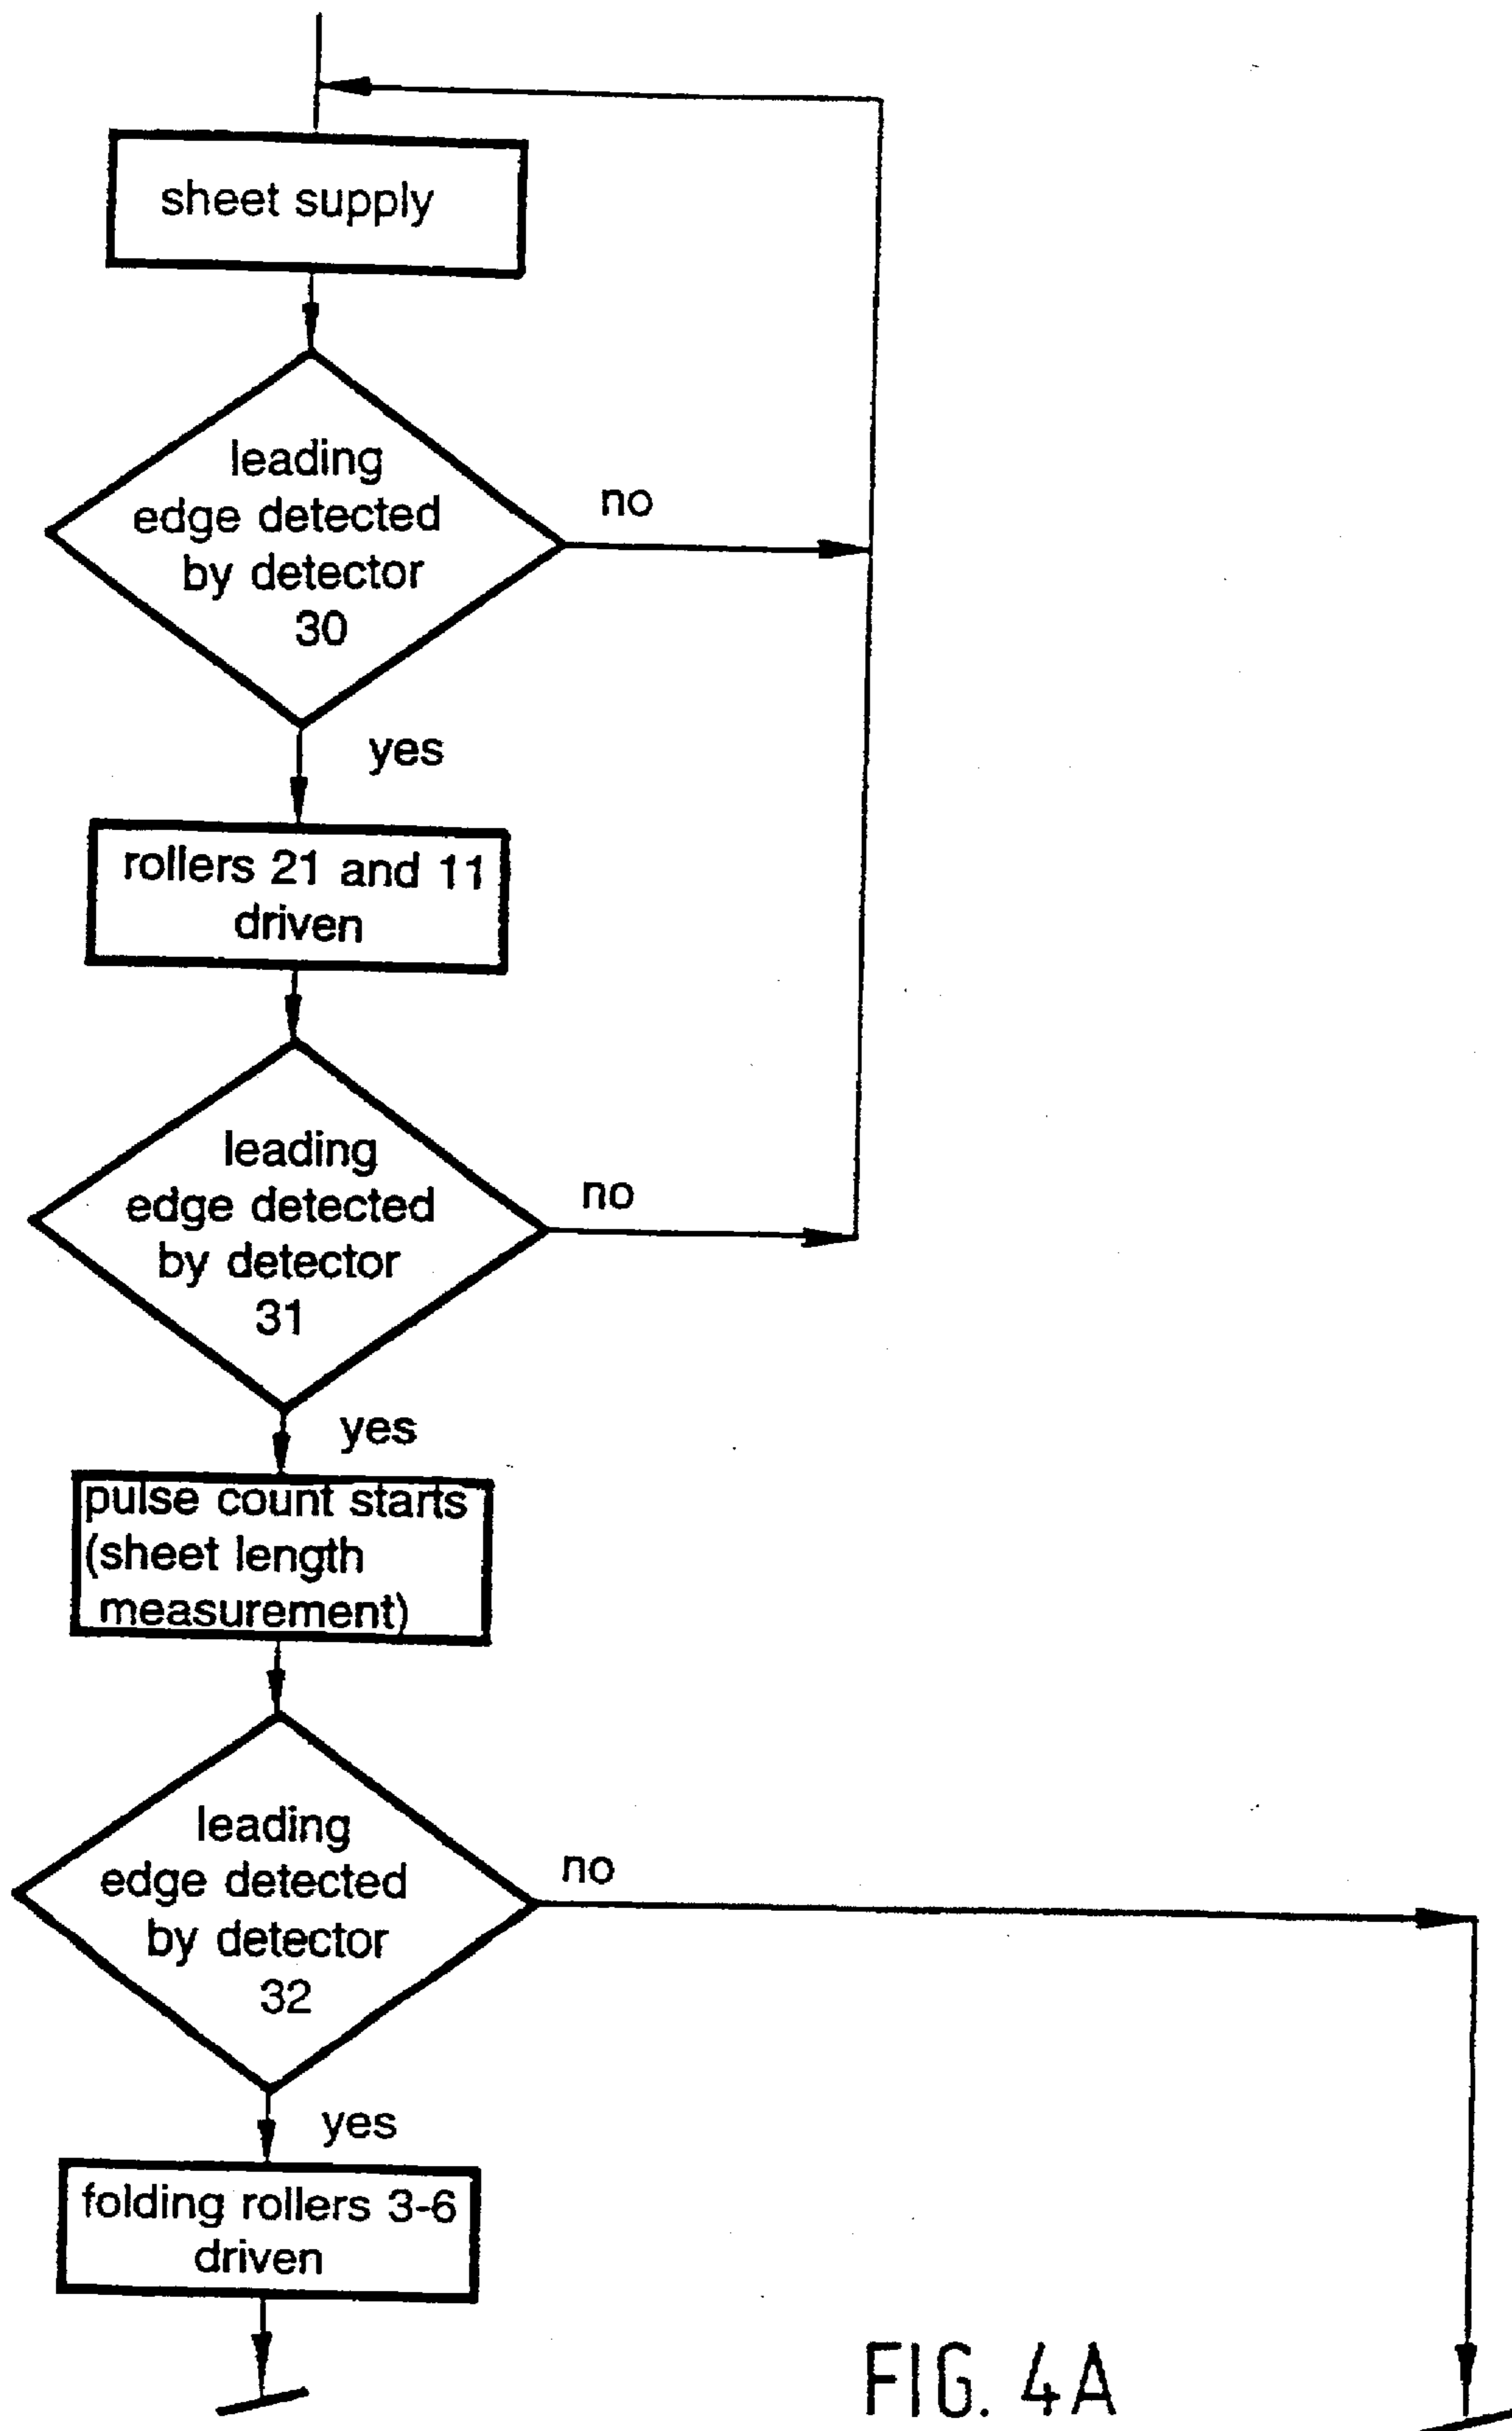 sheet supply
leading
edge detected
by detector
30
no
yes
rollers 21 and 11
driven
leading
edge detected
by detector
31
no
yes
pulse count starts
(sheet length
measurement)
leading
edge detected
by detector
32
no
yes
folding rollers 3-6
driven
FIG. 4A